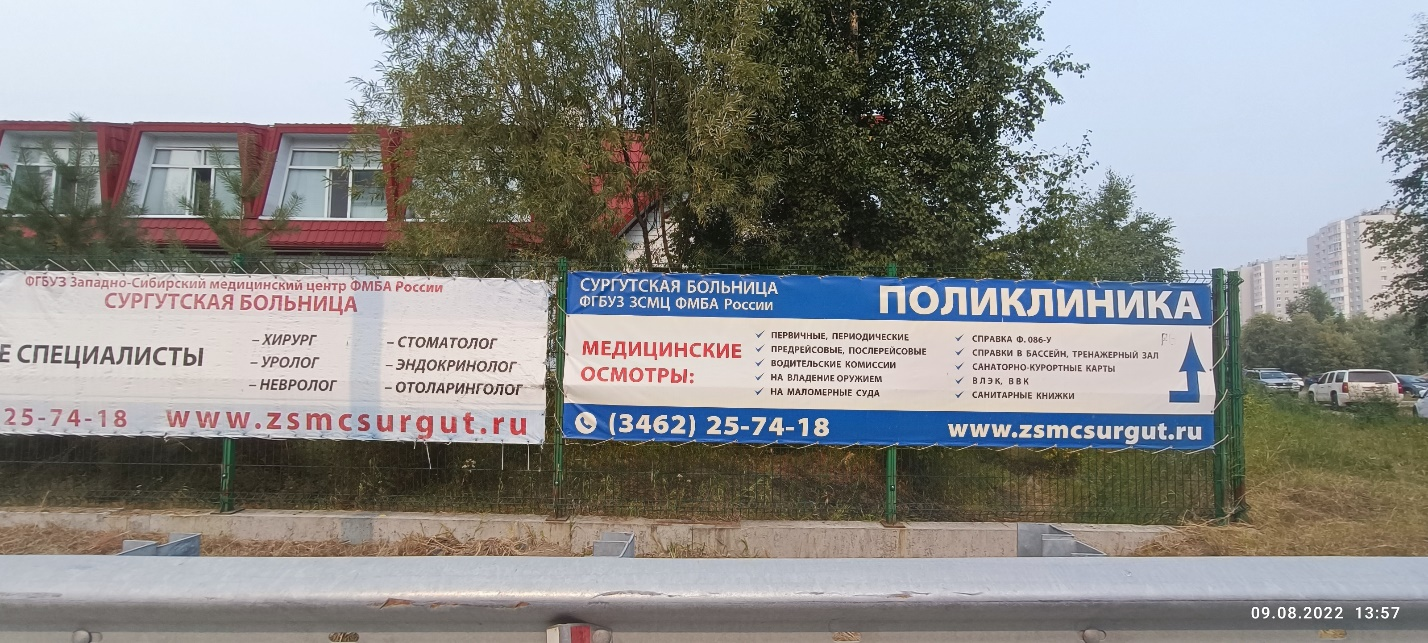 ФГБУЗ Западно-Сибирский медицинский центр ФМБА России
СУРГУТСКАЯ БОЛЬНИЦА
Е СПЕЦИАЛИСТЫ
– ХИРУРГ
– УРОЛОГ
– НЕВРОЛОГ
– СТОМАТОЛОГ
– ЭНДОКРИНОЛОГ
– ОТОЛАРИНГОЛОГ
25-74-18 www.zsmcsurgut.ru
СУРГУТСКАЯ БОЛЬНИЦА
ФГБУЗ ЗСМЦ ФМБА России
ПОЛИКЛИНИКА
МЕДИЦИНСКИЕ
ОСМОТРЫ:
ПЕРВИЧНЫЕ, ПЕРИОДИЧЕСКИЕ
ПРЕДРЕЙСОВЫЕ, ПОСЛЕРЕЙСОВЫЕ
ВОДИТЕЛЬСКИЕ КОМИССИИ
НА ВЛАДЕНИЕ ОРУЖИЕМ
НА МАЛОМЕРНЫЕ СУДА
СПРАВКА Ф. 086-У
СПРАВКИ В БАССЕЙН, ТРЕНАЖЕРНЫЙ ЗАЛ
САНАТОРНО-КУРОРТНЫЕ КАРТЫ
ВЛЭК, ВВК
САНИТАРНЫЕ КНИЖКИ
(3462) 25-74-18
www.zsmcsurgut.ru
09.08.2022 13:57